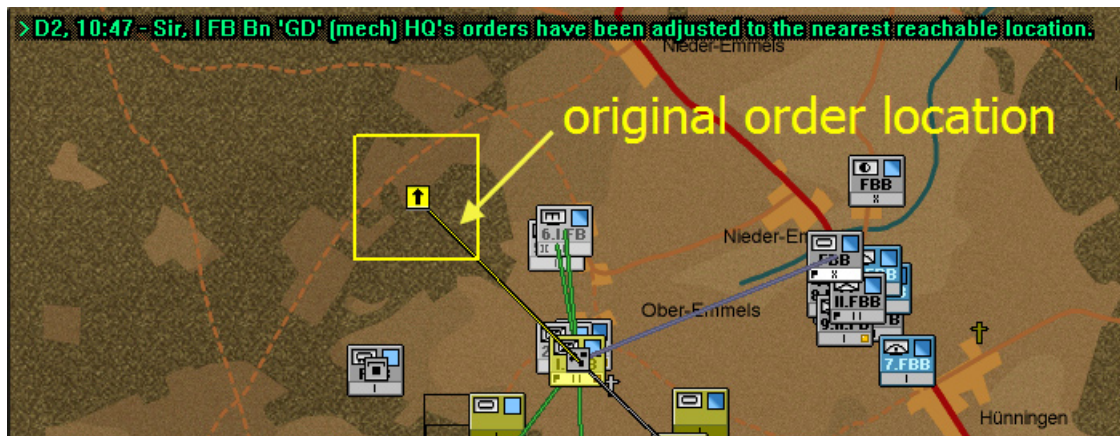 >D2, 10:47 - Sir, I FB Bn 'GD' (mech) HQ's orders have been adjusted to the nearest reachable location.
Nieder-Emmels
original order location
FBB
X
6.I.FB
Nieder-Em
FBB
X
II.FBB
II
Ober-Emmels
7.FBB
I
Hünningen